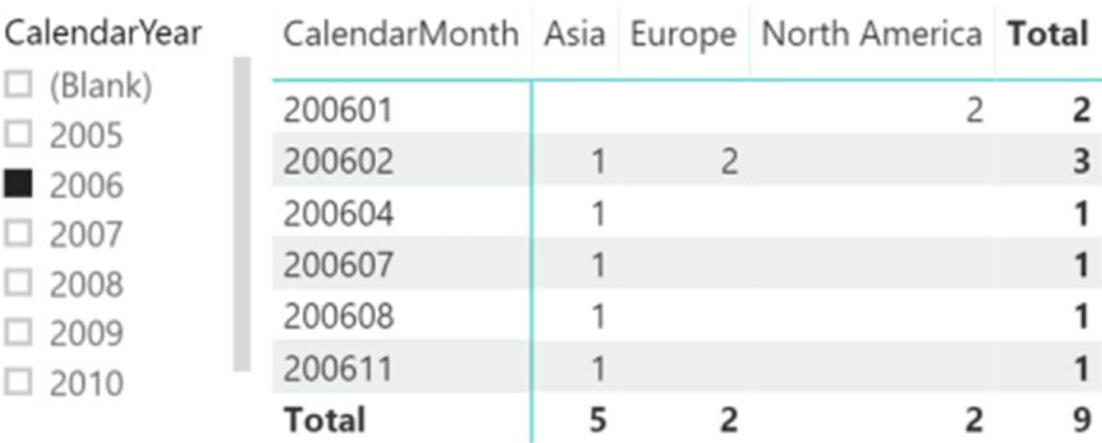 CalendarYear
(Blank)
2005
2006
2007
2008
2009
2010
CalendarMonth Asia Europe North America Total
200601 2 2
200602 1 2 3
200604 1 1
200607 1 1
200608 1 1
200611 1 1
Total 5 2 2 9